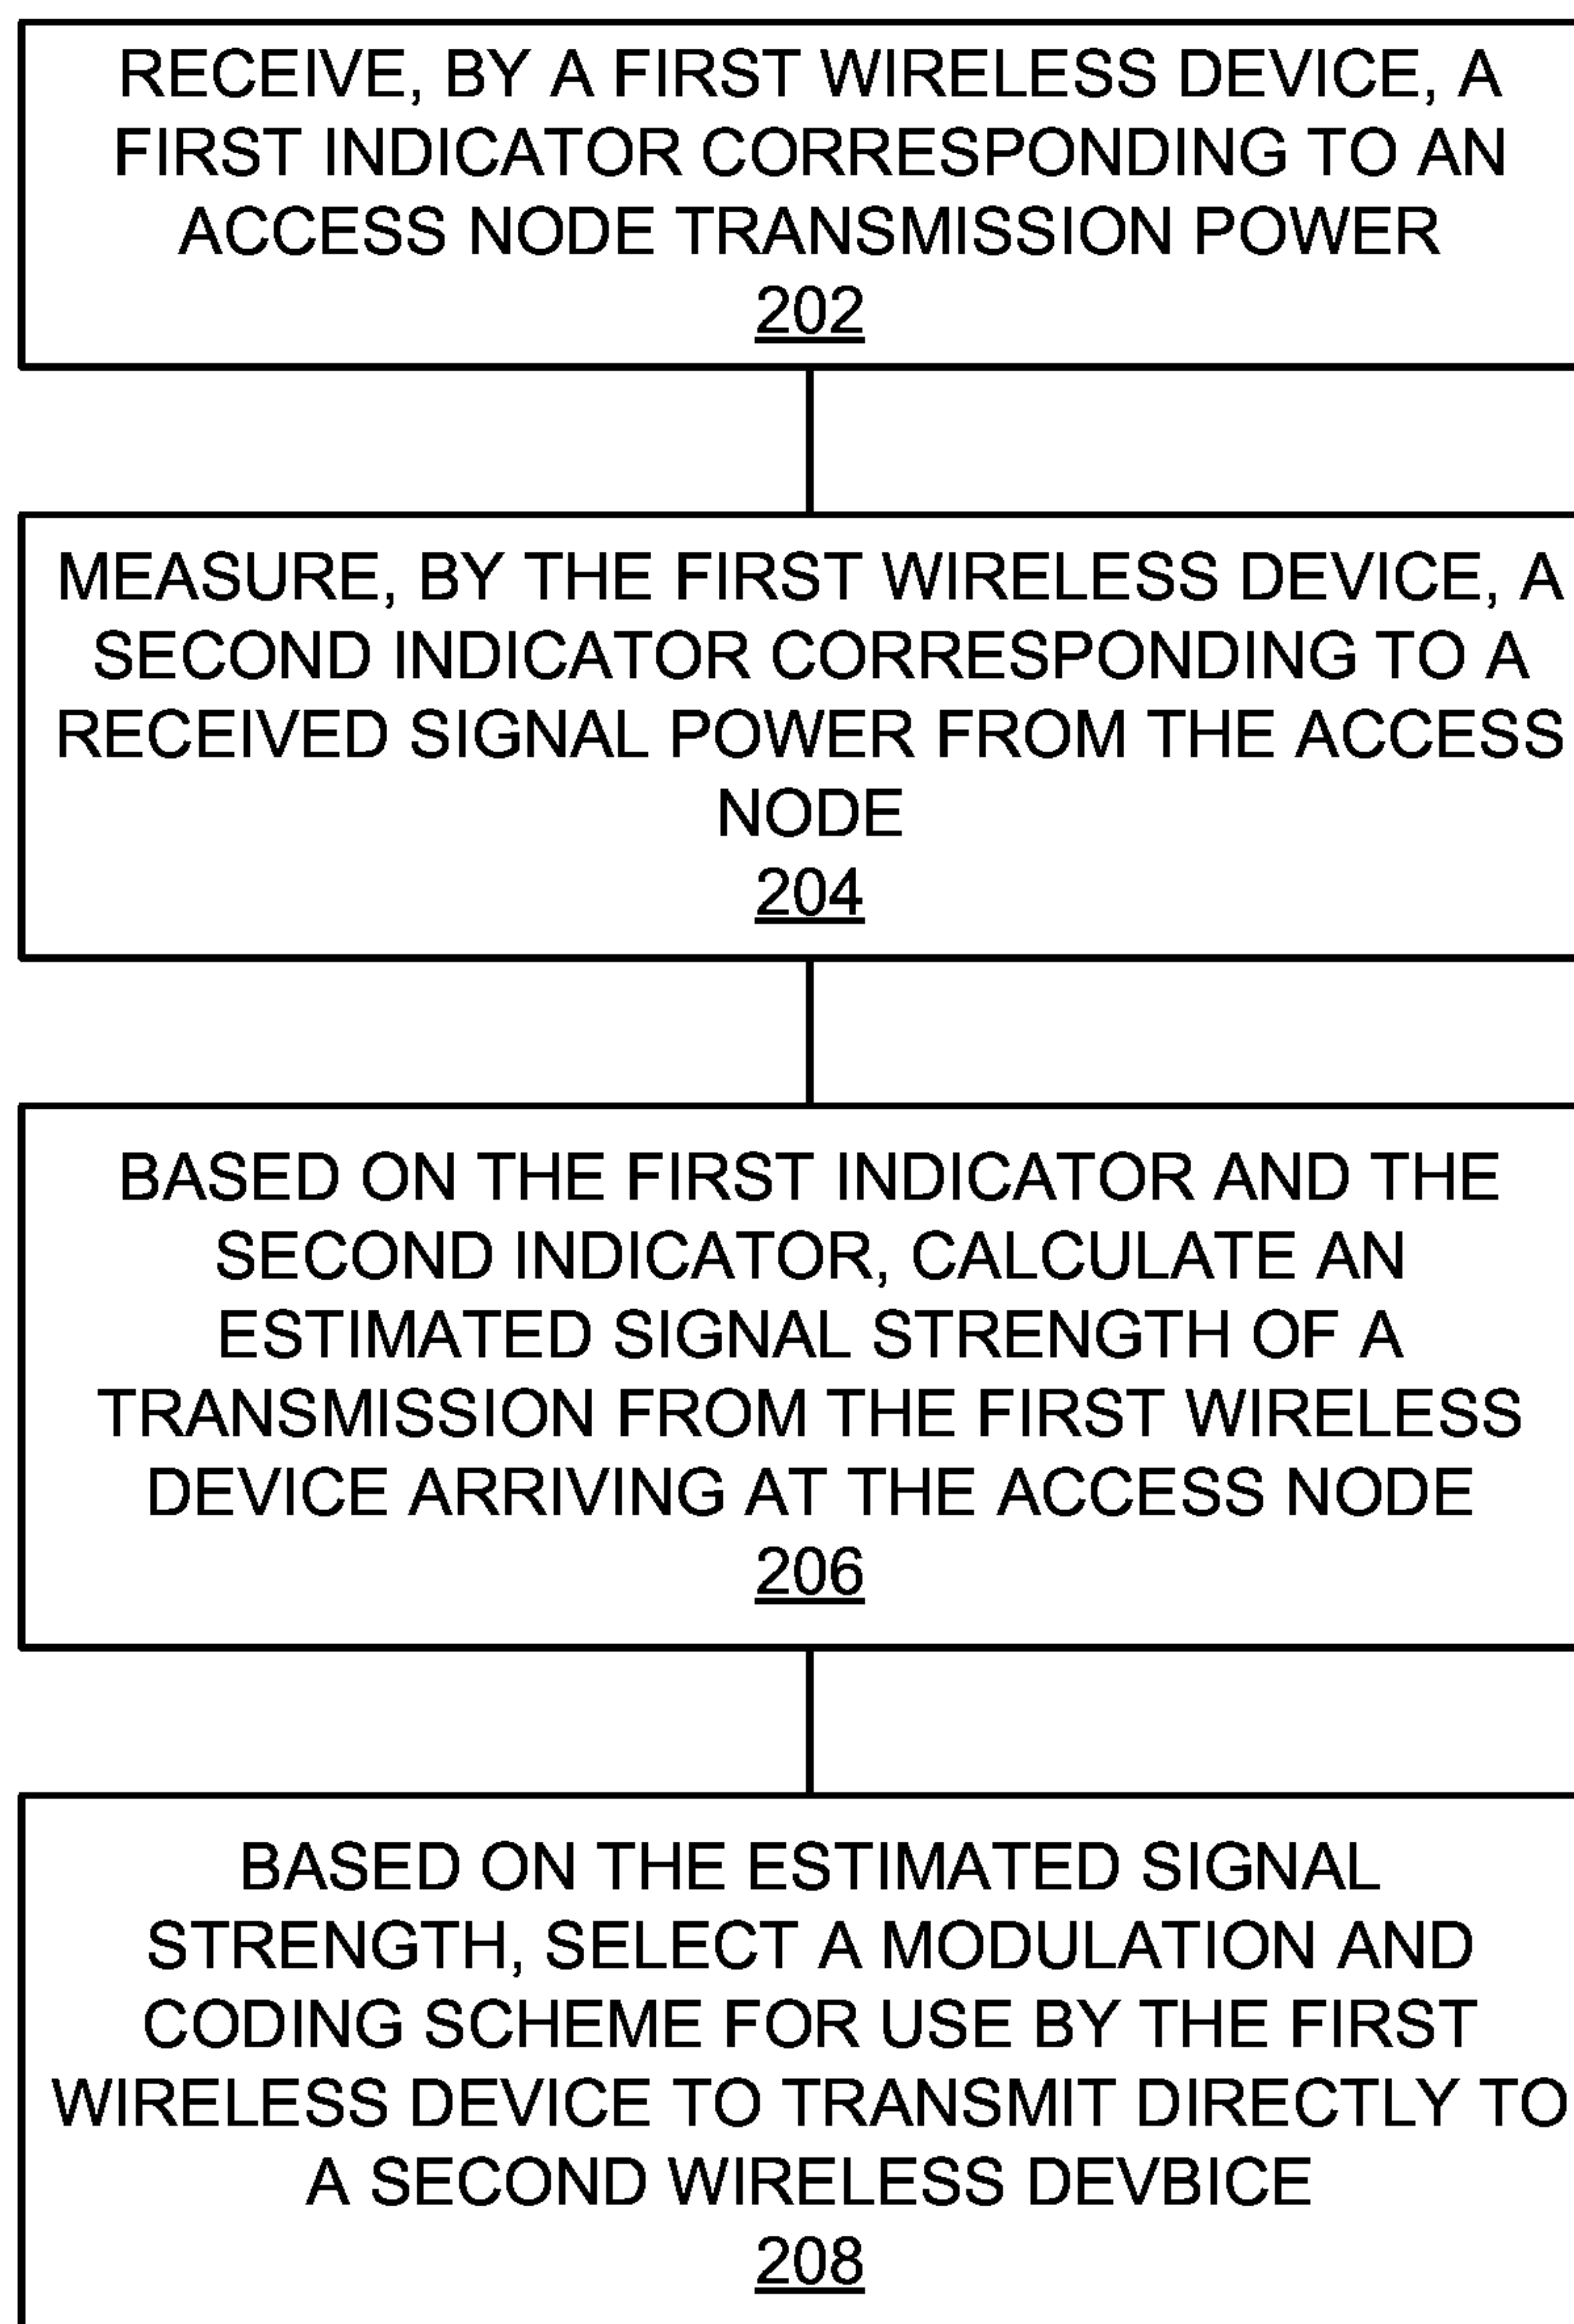 RECEIVE, BY A FIRST WIRELESS DEVICE, A
FIRST INDICATOR CORRESPONDING TO AN
ACCESS NODE TRANSMISSION POWER
202
MEASURE, BY THE FIRST WIRELESS DEVICE, A
SECOND INDICATOR CORRESPONDING TO A
RECEIVED SIGNAL POWER FROM THE ACCESS
NODE
204
BASED ON THE FIRST INDICATOR AND THE
SECOND INDICATOR, CALCULATE AN
ESTIMATED SIGNAL STRENGTH OF A
TRANSMISSION FROM THE FIRST WIRELESS
DEVICE ARRIVING AT THE ACCESS NODE
206
BASED ON THE ESTIMATED SIGNAL
STRENGTH, SELECT A MODULATION AND
CODING SCHEME FOR USE BY THE FIRST
WIRELESS DEVICE TO TRANSMIT DIRECTLY TO
A SECOND WIRELESS DEVBICE
208